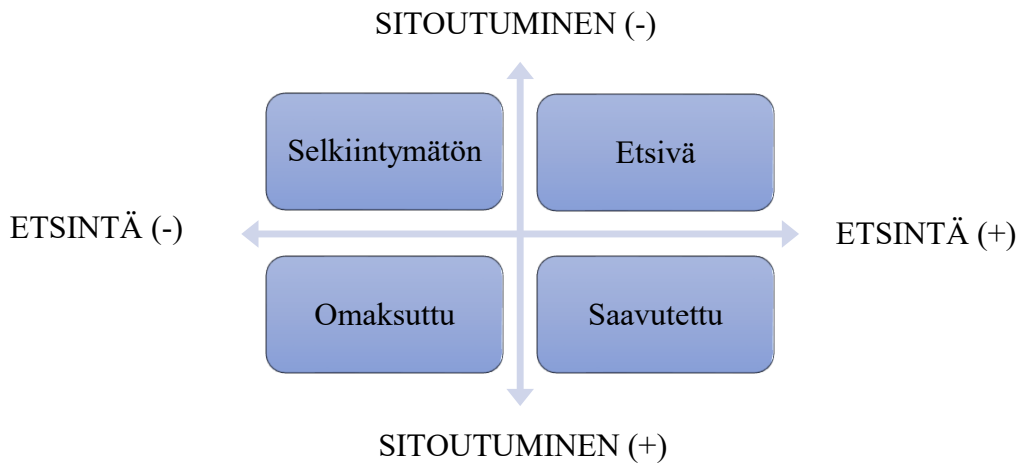 SITOUTUMINEN (-)
Selkiintymätön
Etsivä
ETSINTÄ (-)
ETSINTÄ (+)
Omaksuttu
Saavutettu
SITOUTUMINEN (+)